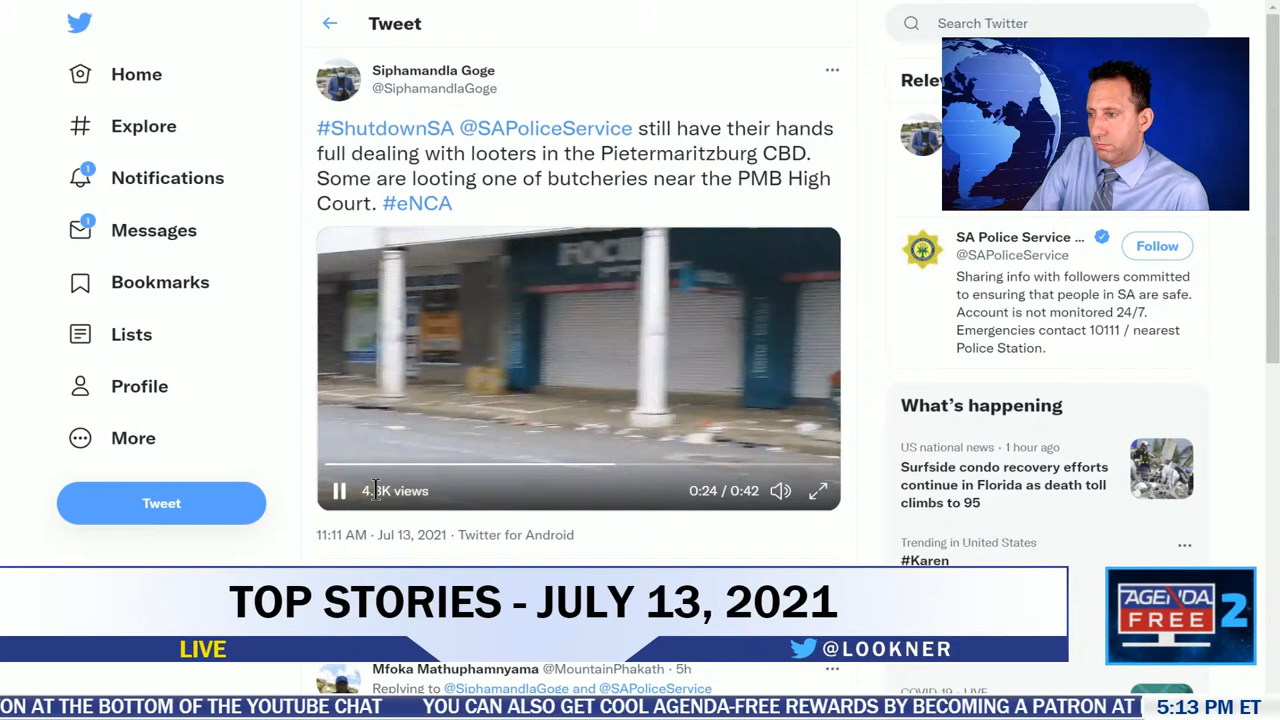 Tweet
Search Twitter
Home
Explore
Notifications
1
Messages
1
Bookmarks
Lists
Profile
More
Tweet
Siphamandla Goge
@SiphamandlaGoge
#ShutdownSA @SAPoliceService still have their hands
full dealing with looters in the Pietermaritzburg CBD.
Some are looting one of butcheries near the PMB High
Court. #eNCA
views
0:24 / 0:42
11:11 AM · Jul 13, 2021 · Twitter for Android
SA Police Service ...
@SAPoliceService
Follow
Sharing info with followers committed
to ensuring that people in SA are safe.
Account is not monitored 24/7.
Emergencies contact 10111 / nearest
Police Station.
What's happening
US national news · 1 hour ago
Surfside condo recovery efforts
continue in Florida as death toll
climbs to 95
Trending in United States
#Karen
TOP STORIES - JULY 13, 2021
LIVE
@LOOKNER
AGENDA
FREE
2
Mfoka Mathuphamnyama @MountainPhakath · 5h
Replying to @SiphamandlaGoge and @SAPoliceService
ON AT THE BOTTOM OF THE YOUTUBE CHAT YOU CAN ALSO GET COOL AGENDA-FREE REWARDS BY BECOMING A PATRON AT
5:13 PM ET